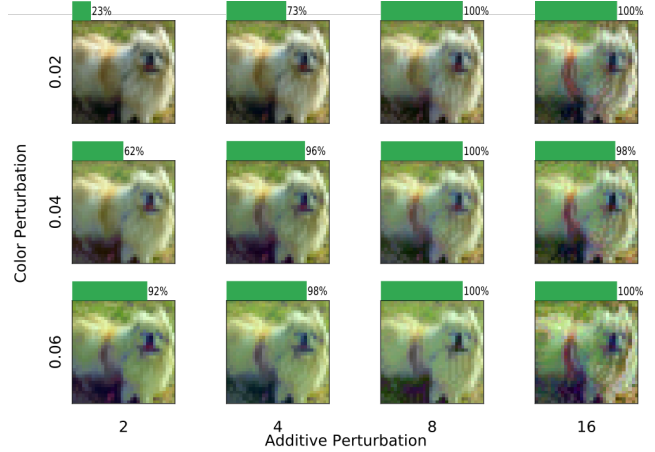 23% 73% 100% 100%
0.02
62% 96% 100% 98%
0.04
Color Perturbation
92% 98% 100% 100%
0.06
2 4 8 16
Additive Perturbation